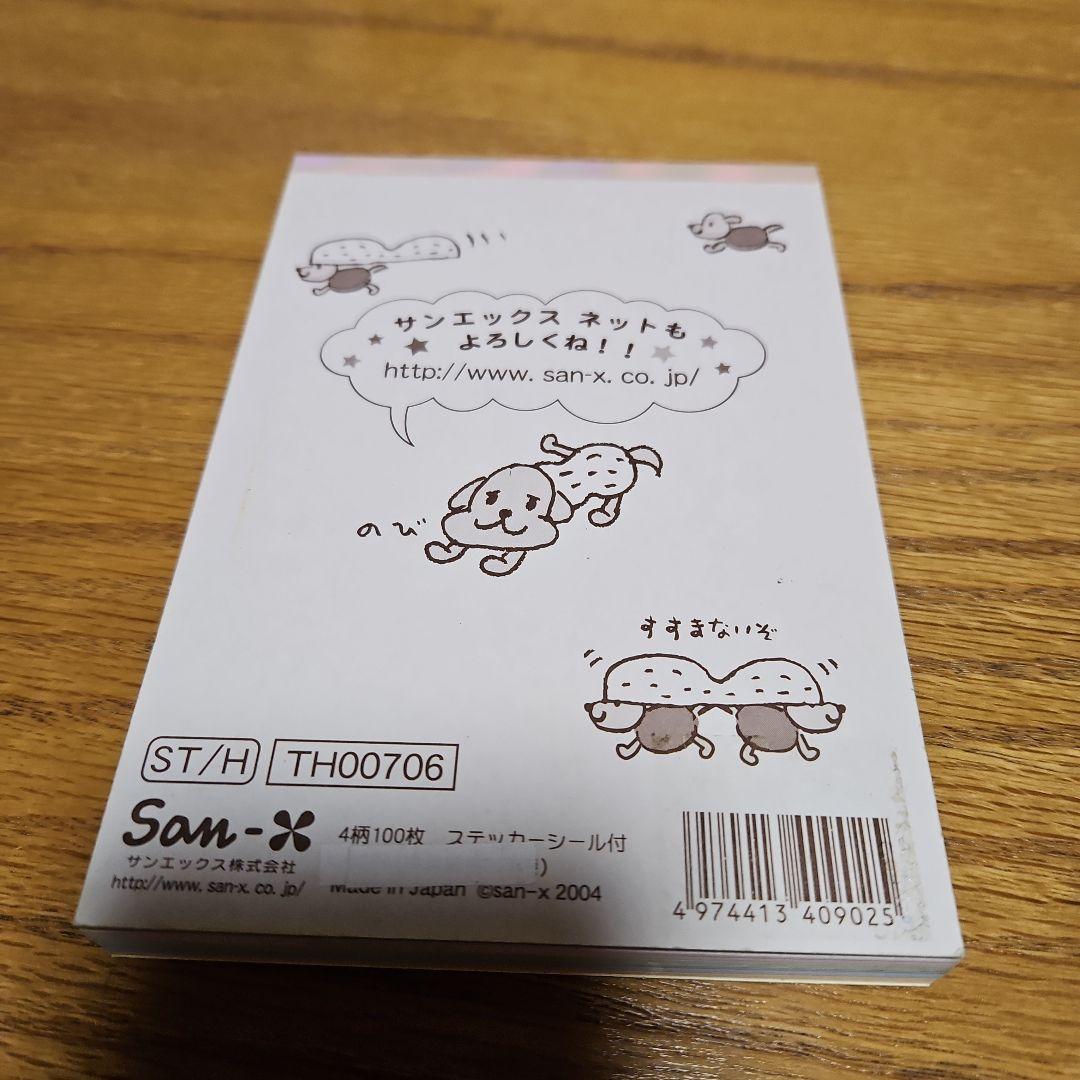 サンエックス ネットも
よろしくね！！
http://www. san-x. co. jp/
のび
すすまないぞ
ST/H TH00706
San-X 4柄100枚 ステッカーシール付
サンエックス株式会社
http://www. san-x. co. jp/ Made in Japan ©san-x 2004
4 974413 409025